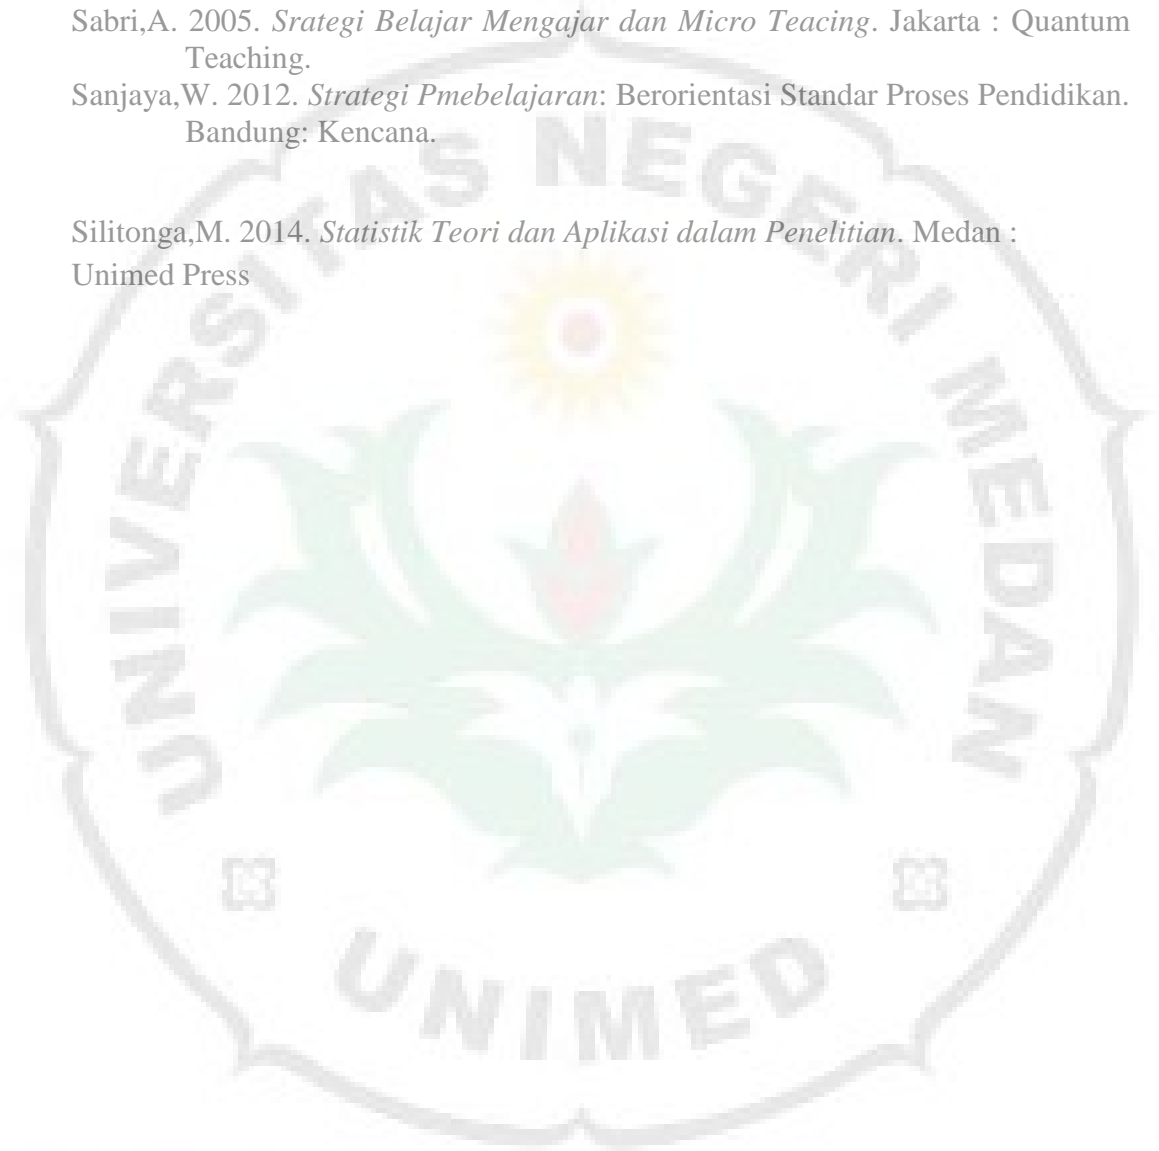 Sabri,A. 2005. Srategi Belajar Mengajar dan Micro Teacing. Jakarta : Quantum
Teaching.
Sanjaya,W. 2012. Strategi Pmebelajaran: Berorientasi Standar Proses Pendidikan.
Bandung: Kencana.
Silitonga,M. 2014. Statistik Teori dan Aplikasi dalam Penelitian. Medan :
Unimed Press
UNIVERSITAS NEGERI MEDAN
UNIMED